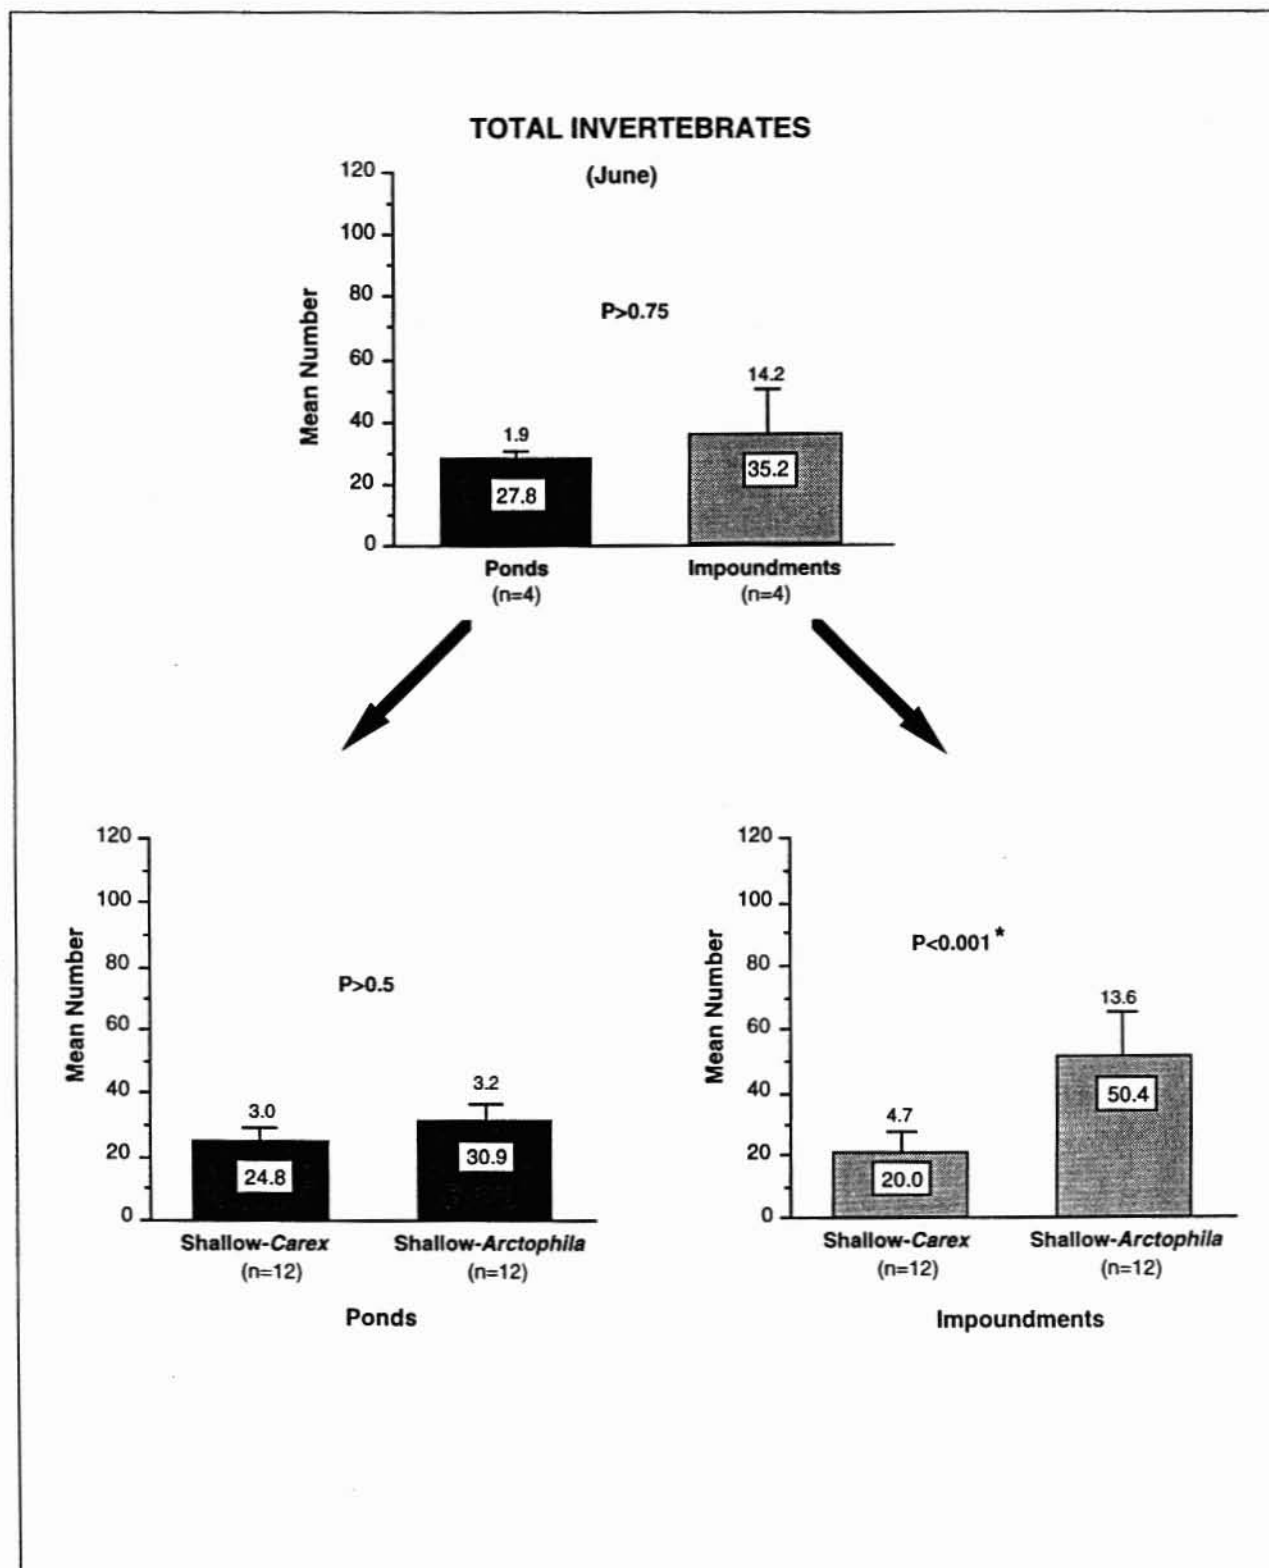 TOTAL INVERTEBRATES
(June)
120
100
80
60
40
20
0
Mean Number
P>0.75
1.9
27.8
14.2
35.2
Ponds
(n=4)
Impoundments
(n=4)
120
100
80
60
40
20
0
Mean Number
P>0.5
3.0
24.8
3.2
30.9
Shallow-Carex
(n=12)
Shallow-Arctophila
(n=12)
Ponds
120
100
80
60
40
20
0
Mean Number
P<0.001*
4.7
20.0
13.6
50.4
Shallow-Carex
(n=12)
Shallow-Arctophila
(n=12)
Impoundments